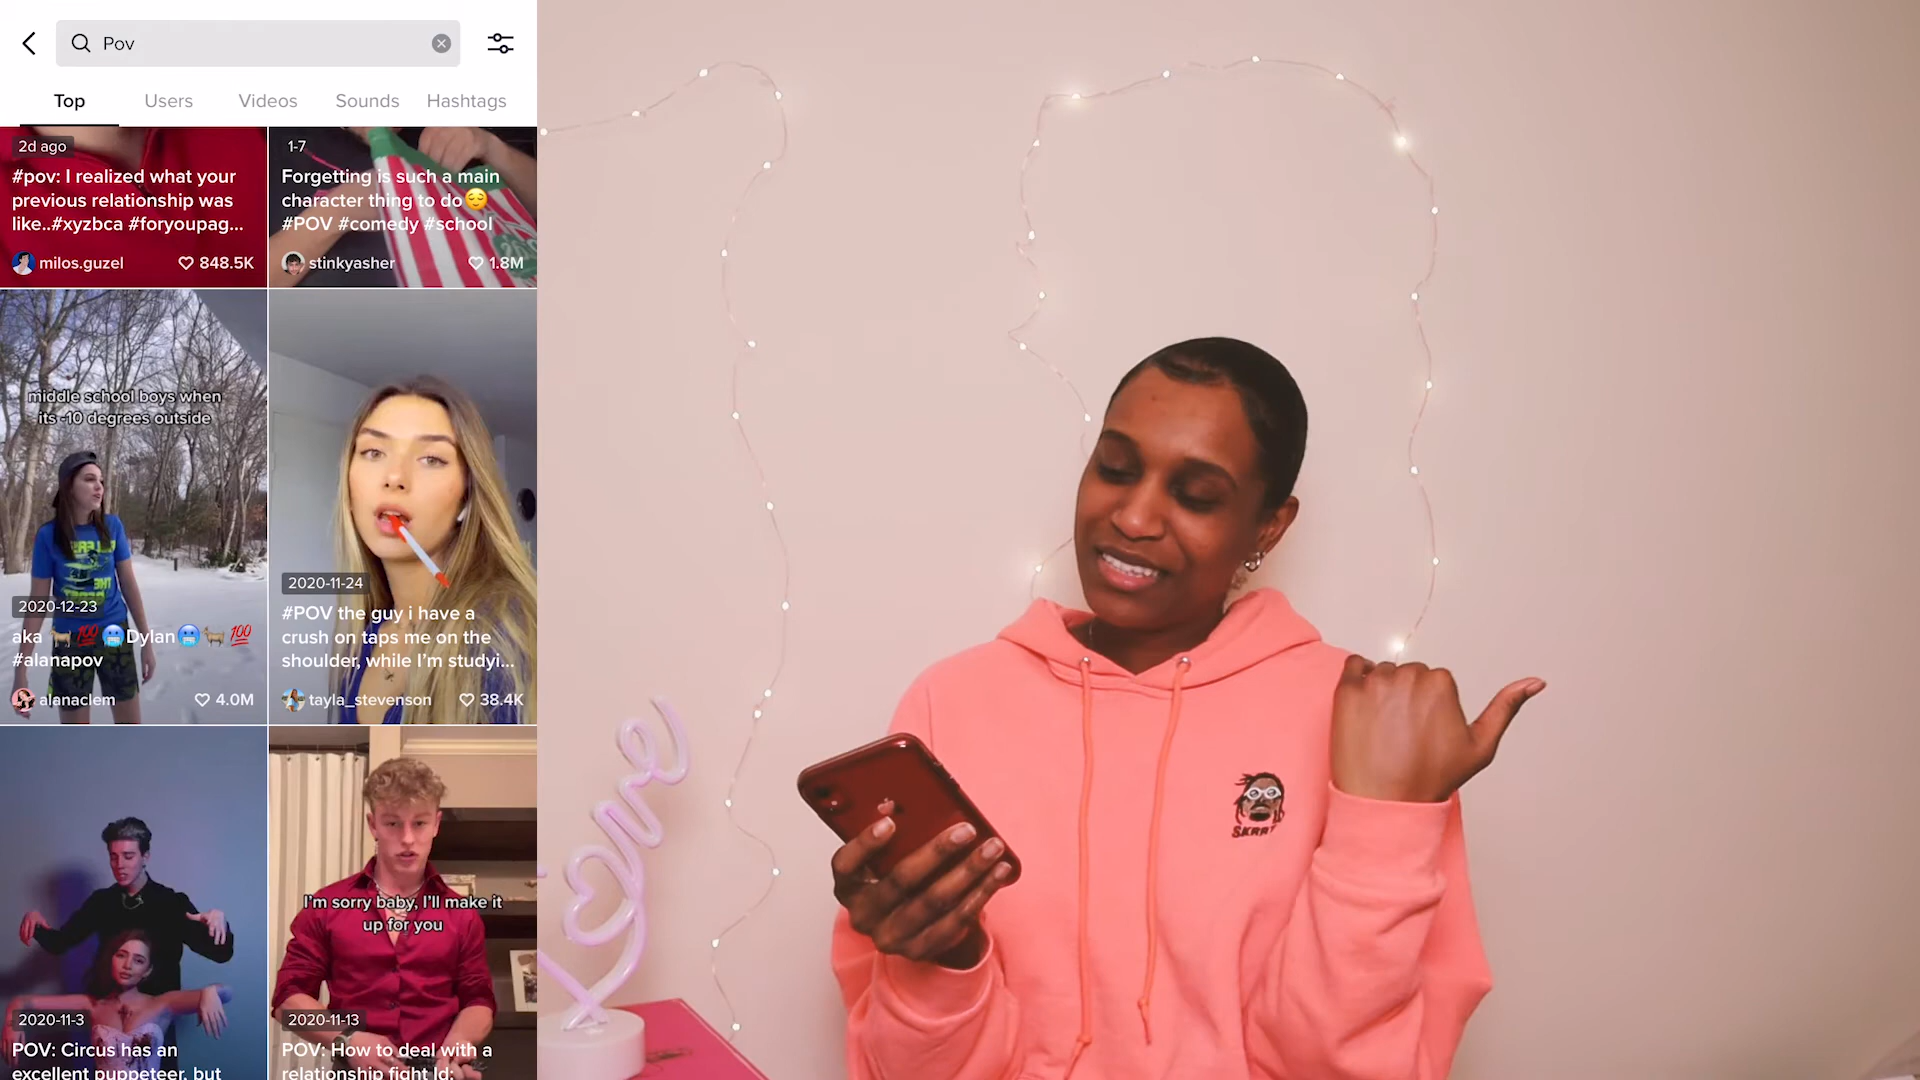 Pov
Top
Users
Videos
Sounds
Hashtags
2d ago
#pov: I realized what your
previous relationship was
like..#xyzbca #foryoupag...
milos.guzel
848.5K
1-7
Forgetting is such a main
character thing to do😌
#POV #comedy #school
stinkyasher
1.8M
middle school boys when
its -10 degrees outside
2020-12-23
aka 🐐💯🥶Dylan🥶🐐💯
#alanapov
alanaclem
4.0M
2020-11-24
#POV the guy i have a
crush on taps me on the
shoulder, while I'm studyi...
tayla_stevenson
38.4K
2020-11-3
POV: Circus has an
excellent puppeteer, but
I'm sorry baby, I'll make it
up for you
2020-11-13
POV: How to deal with a
relationship fight Id:
love
SKRRT